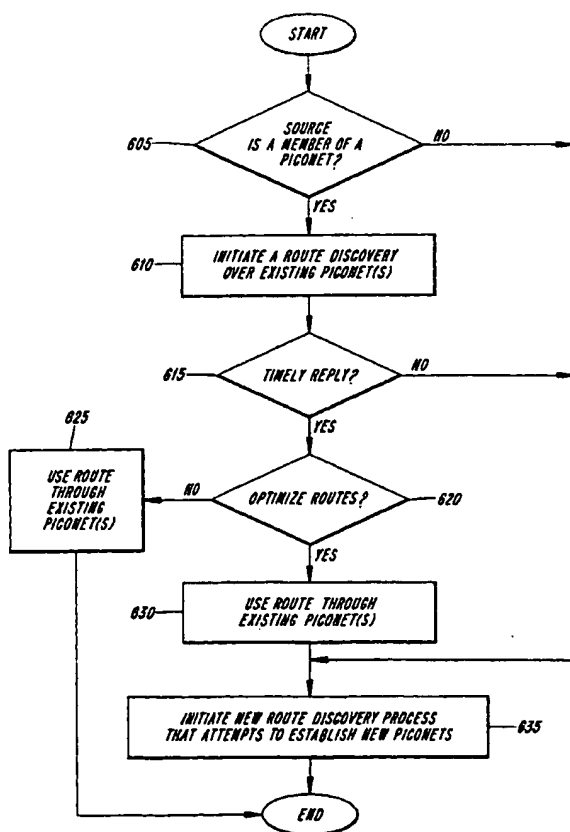 START
605
SOURCE
IS A MEMBER OF A
PICONET?
NO
YES
610
INITIATE A ROUTE DISCOVERY
OVER EXISTING PICONET(S)
615
TIMELY REPLY?
NO
YES
625
USE ROUTE
THROUGH
EXISTING
PICONET(S)
NO
OPTIMIZE ROUTES?
620
YES
630
USE ROUTE THROUGH
EXISTING PICONET(S)
INITIATE NEW ROUTE DISCOVERY PROCESS
THAT ATTEMPTS TO ESTABLISH NEW PICONETS
635
END